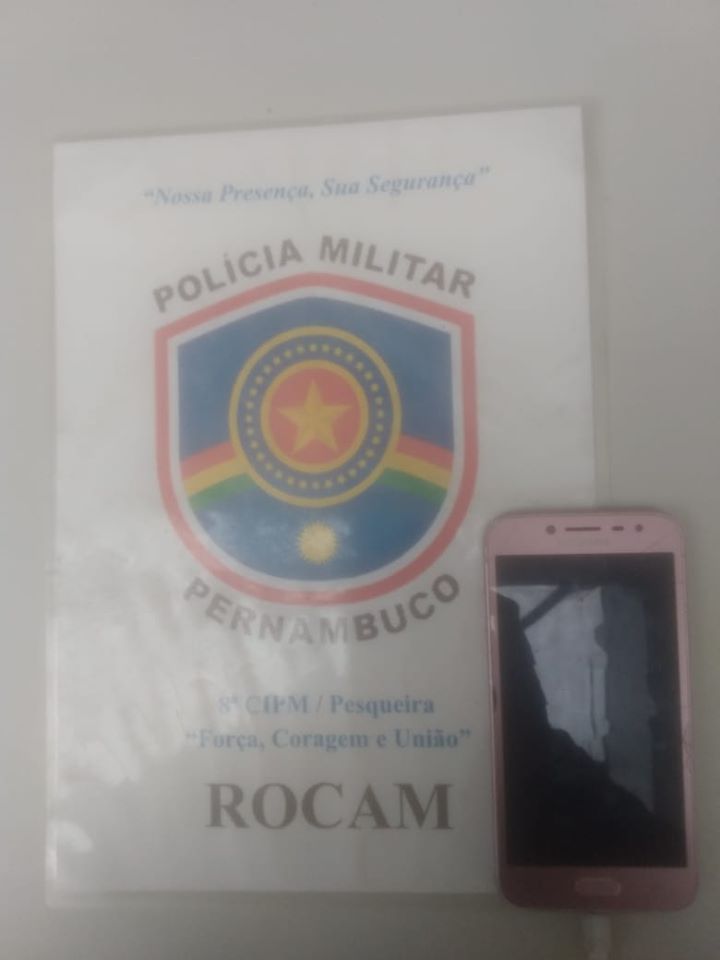 “Nossa Presença, Sua Segurança”
POLÍCIA MILITAR
PERNAMBUCO
8ª CIPM / Pesqueira
“Força, Coragem e União”
ROCAM